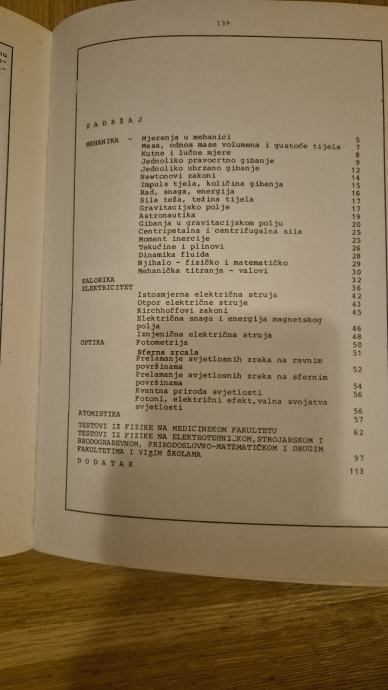 139
SADRŽAJ
MEHANIKA - Mjerenja u mehanici 5
Masa, odnos mase volumena i gustoće tijela 7
Kutne i lučne mjere 8
Jednoliko pravocrtno gibanje 9
Jednoliko ubrzano gibanje 12
Newtonovi zakoni 14
Impuls tjela, količina gibanja 15
Rad, snaga, energija 16
Sila teža, težina tijela 17
Gravitacijsko polje 17
Astronautika 19
Gibanja u gravitacijskom polju 20
Centripetalna i centrifugalna sila 25
Moment inercije 25
Tekućine i plinovi 26
Dinamika fluida 28
Njihalo - fizičko i matematičko 29
Mehanička titranja - valovi 30
KALORIKA 32
ELEKTRICITET 36
Istosmjerna električna struja 42
Otpor električne struje 43
Kirchhoffovi zakoni 45
Električna snaga i energija magnetskog
polja 46
Iznjenična električna struja 48
OPTIKA Fotometrija 50
Sferna zrcala 51
Prelamanje svjetlosnih zraka na ravnim
površinama 52
Prelamanje svjetlosnih zraka na sfernim
površinama 54
Kvantna priroda svjetlosti 56
Fotoni, električni efekt,valna svojstva
svjetlosti 56
ATOMISTIKA 57
TESTOVI IZ FIZIKE NA MEDICINSKOM FAKULTETU 62
TESTOVI IZ FIZIKE NA ELEKTROTEHNIČKOM,STROJARSKOM I
BRODOGRAĐEVNOM, PRIRODOSLOVNO-MATEMATIČKOM I DRUGIM
FAKULTETIMA I VIŠIM ŠKOLAMA 97
DODATAK 113